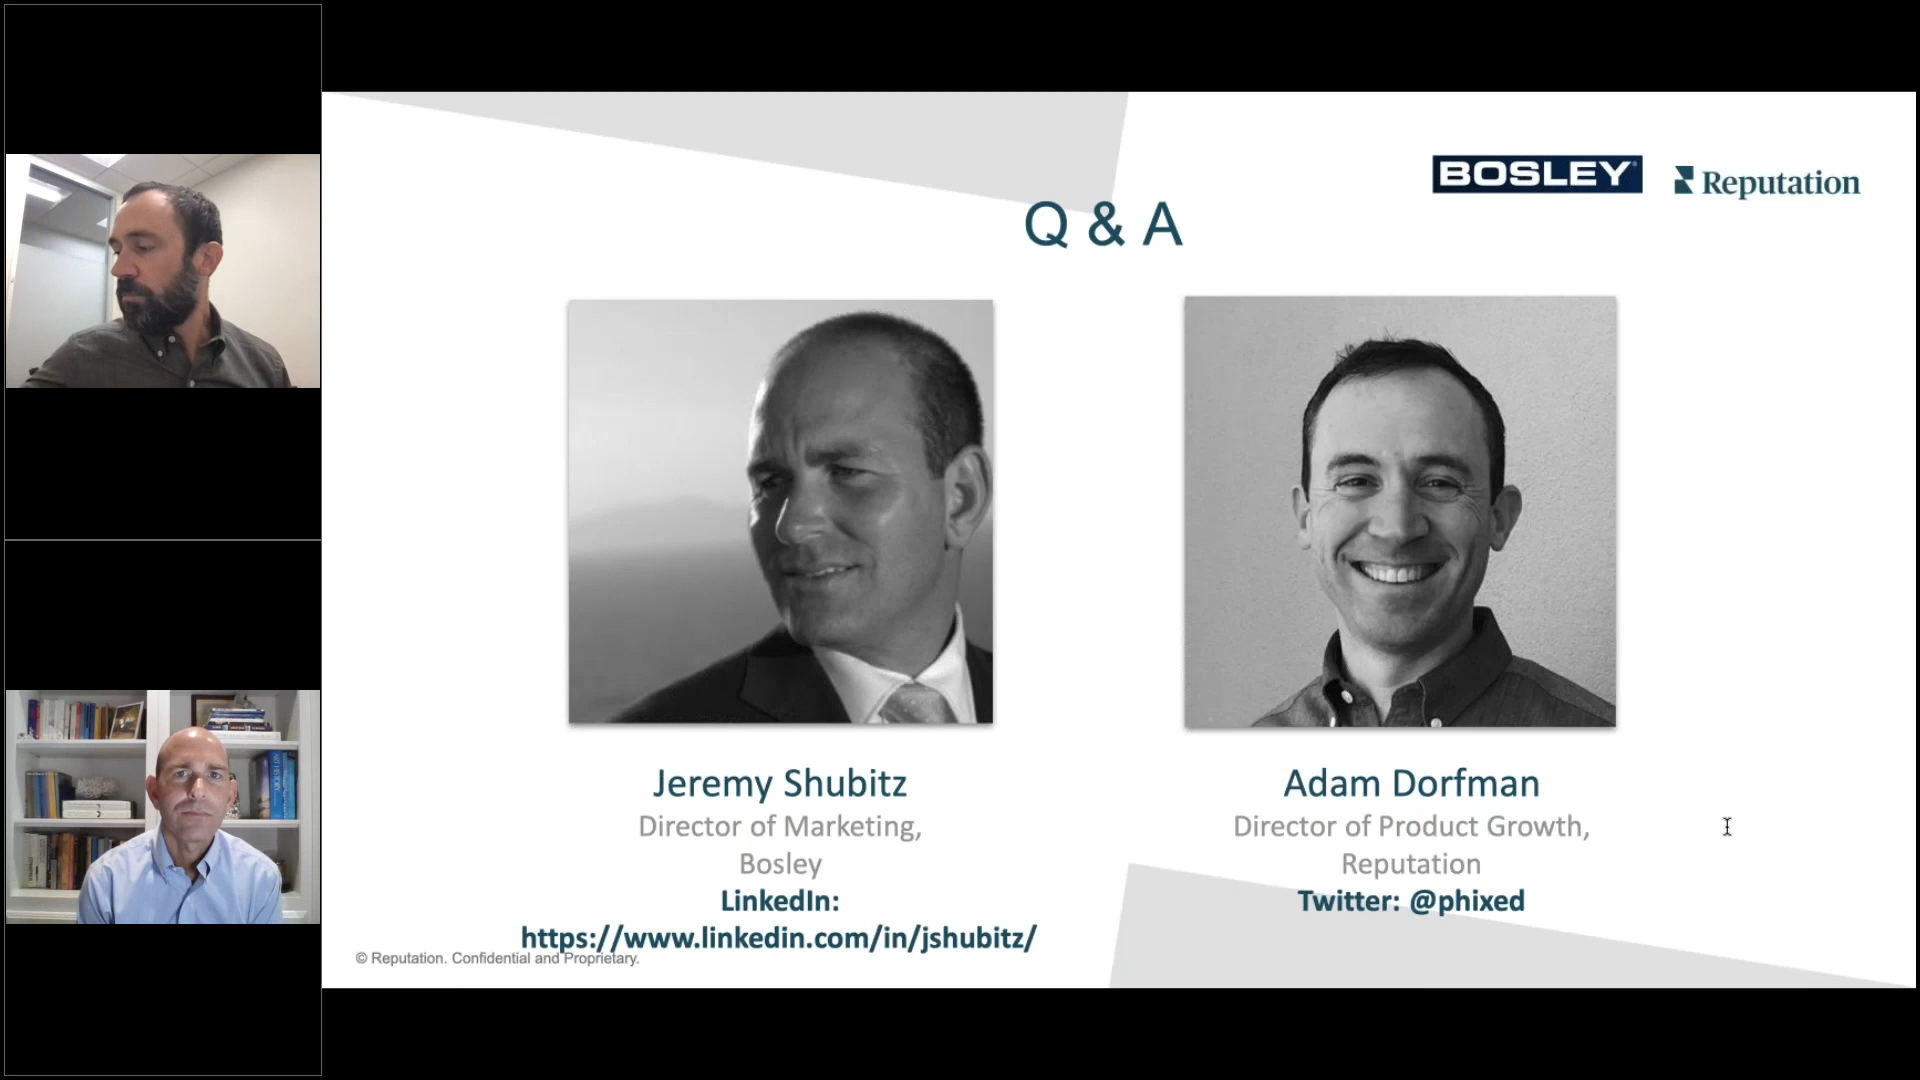 BOSLEY
Reputation
Q & A
Jeremy Shubitz
Director of Marketing,
Bosley
LinkedIn:
https://www.linkedin.com/in/jshubitz/
Adam Dorfman
Director of Product Growth,
Reputation
Twitter: @phixed
© Reputation. Confidential and Proprietary.